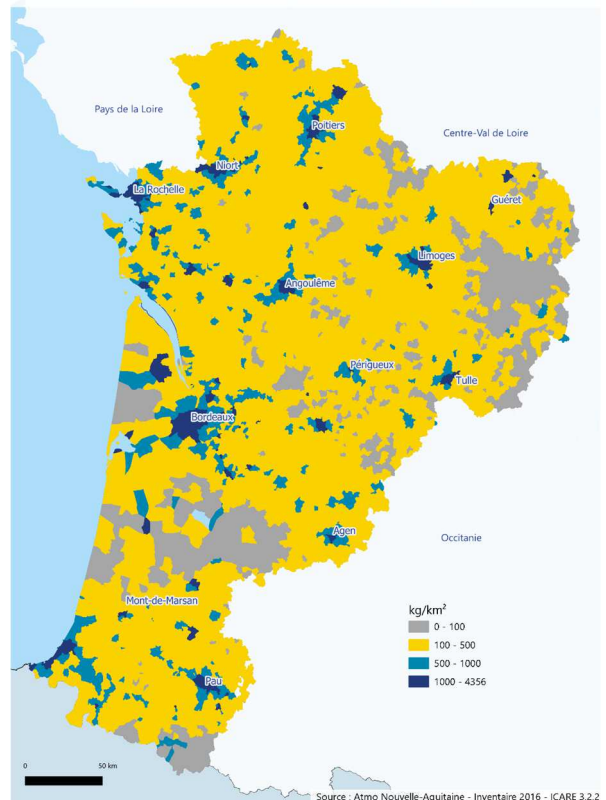 Pays de la Loire
Poitiers
Centre-Val de Loire
Niort
La Rochelle
Guéret
Limoges
Angoulême
Périgueux
Tulle
Bordeaux
Agen
Occitanie
Mont-de-Marsan
kg/km²
0 - 100
100 - 500
500 - 1000
1000 - 4356
Pau
0 50 km
Source : Atmo Nouvelle-Aquitaine - Inventaire 2016 - ICARE 3.2.2